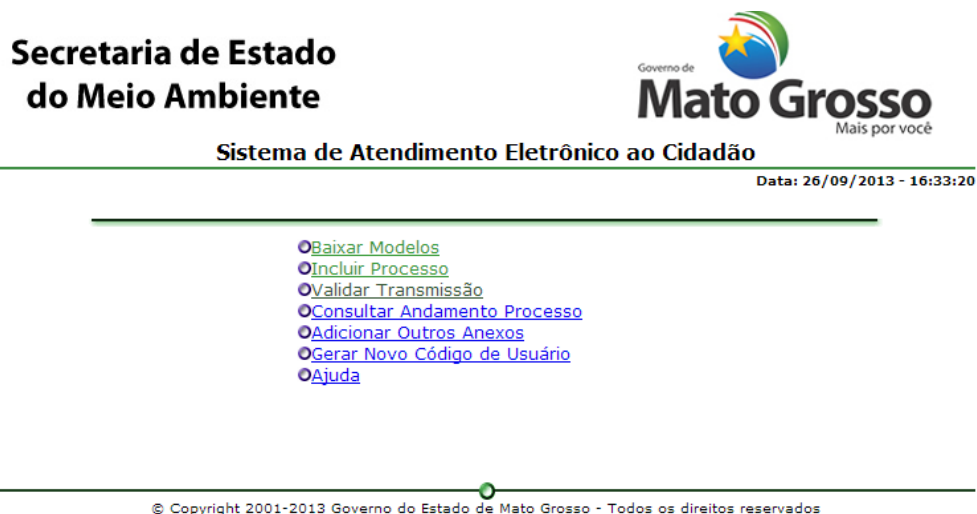 Secretaria de Estado
do Meio Ambiente
Governo de
Mato Grosso
Mais por você
Sistema de Atendimento Eletrônico ao Cidadão
Data: 26/09/2013 - 16:33:20
Baixar Modelos
Incluir Processo
Validar Transmissão
Consultar Andamento Processo
Adicionar Outros Anexos
Gerar Novo Código de Usuário
Ajuda
© Copyright 2001-2013 Governo do Estado de Mato Grosso - Todos os direitos reservados